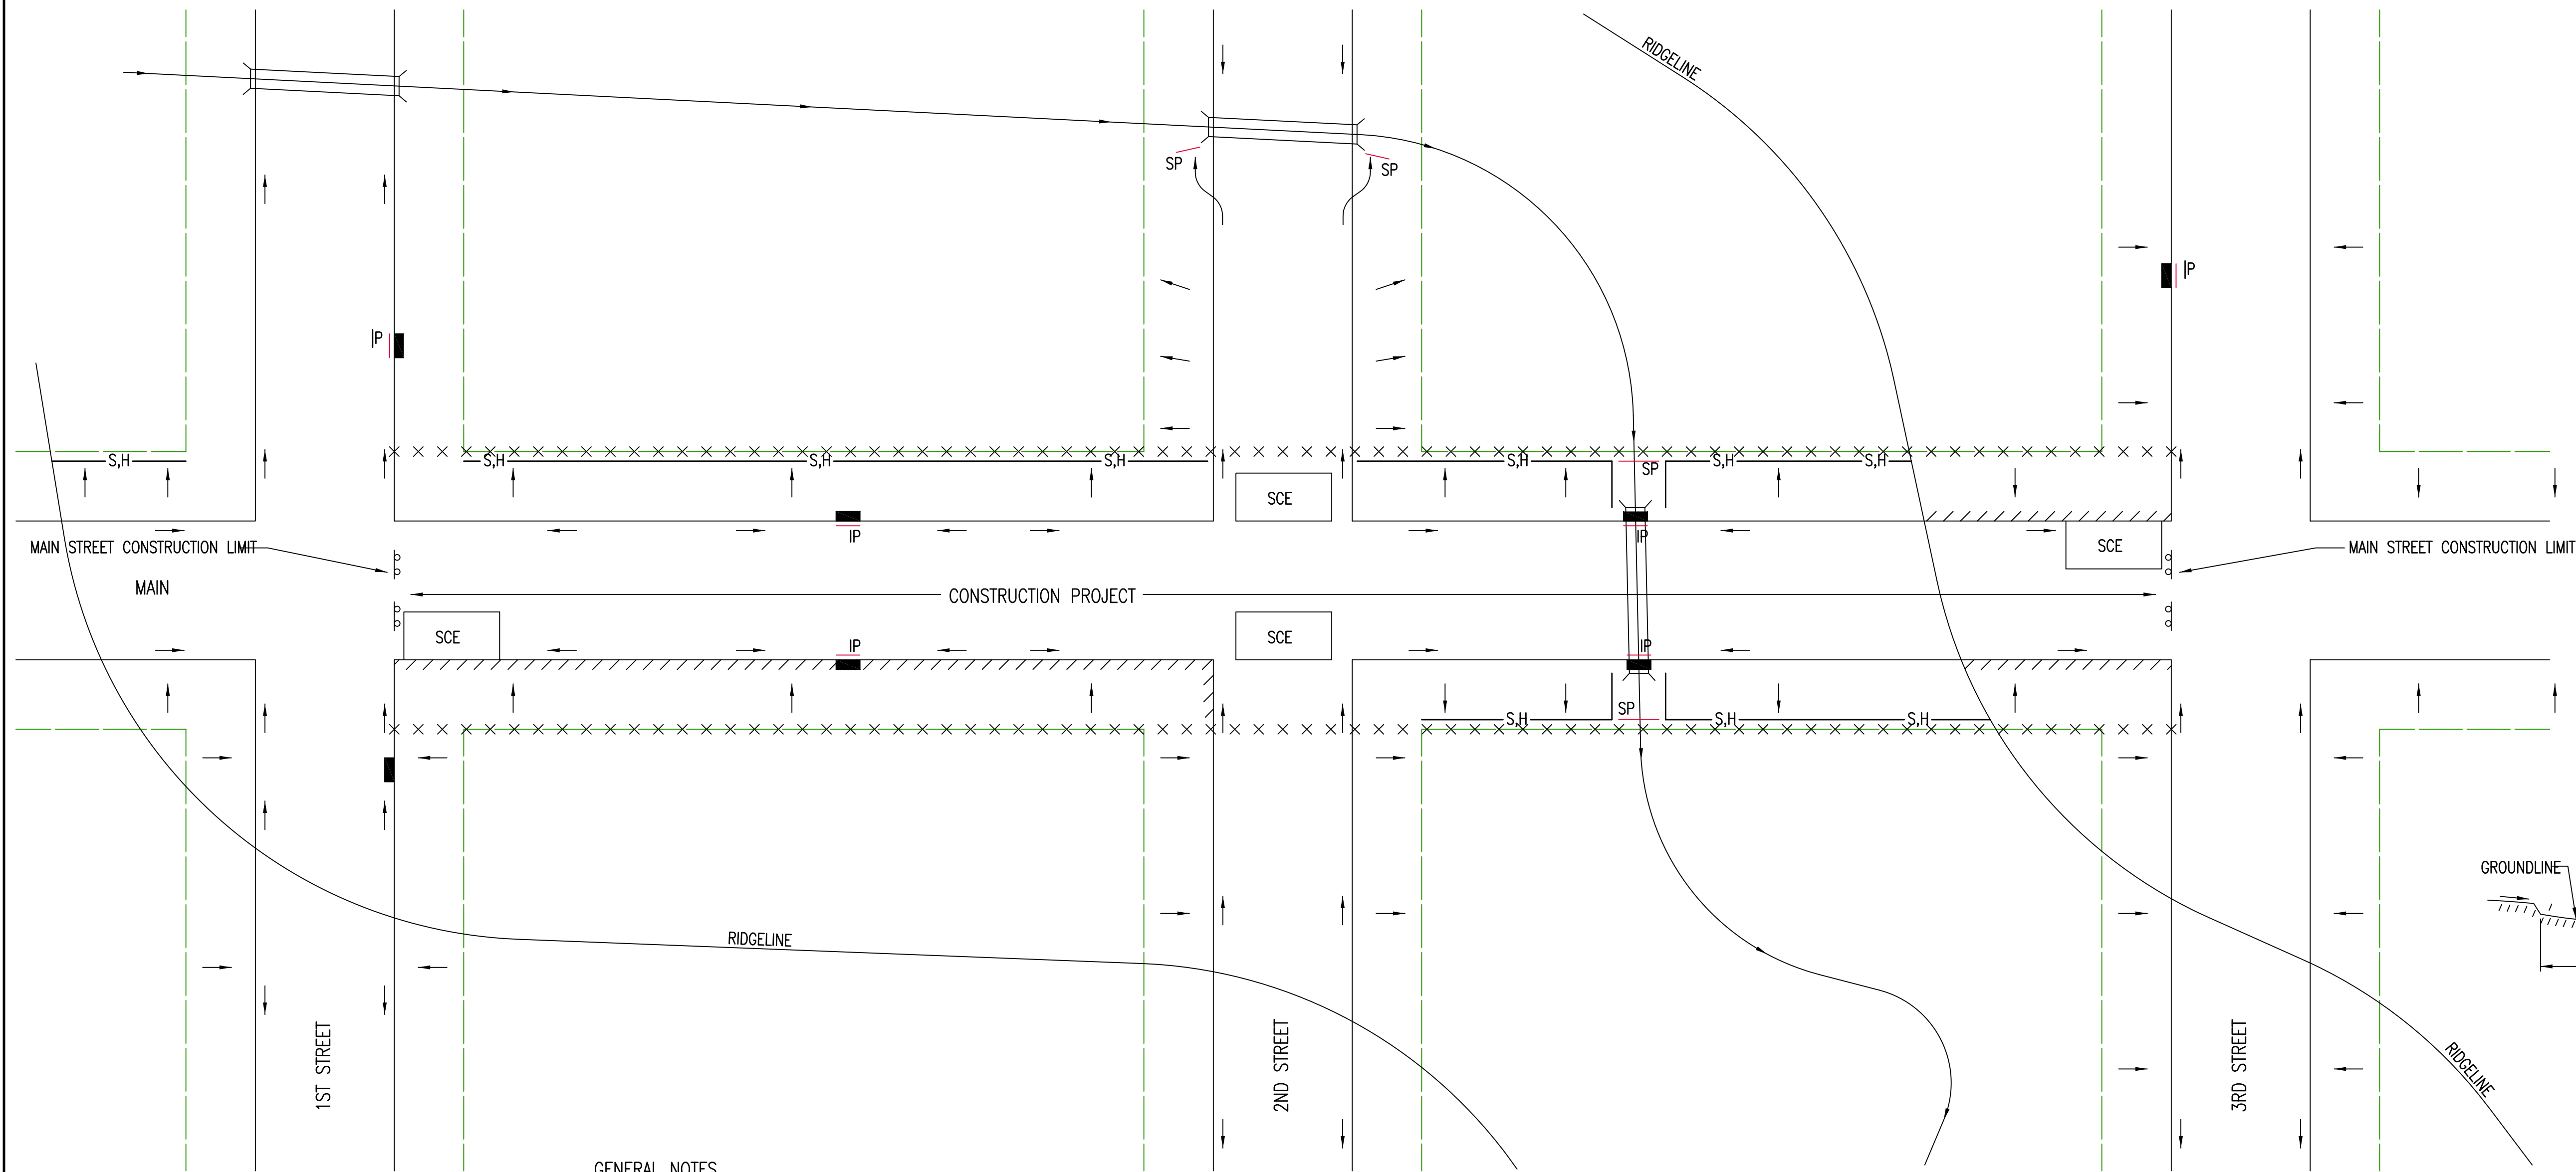 RIDGELINE
SP
SP
IP
IP
S,H
S,H
S,H
S,H
S,H
SP
S,H
S,H
SCE
IP
IP
SCE
MAIN STREET CONSTRUCTION LIMIT
MAIN STREET CONSTRUCTION LIMIT
MAIN
CONSTRUCTION PROJECT
SCE
SCE
IP
IP
SP
S,H
S,H
S,H
GROUNDLINE
RIDGELINE
1ST STREET
2ND STREET
3RD STREET
RIDGELINE
GENERAL NOTES